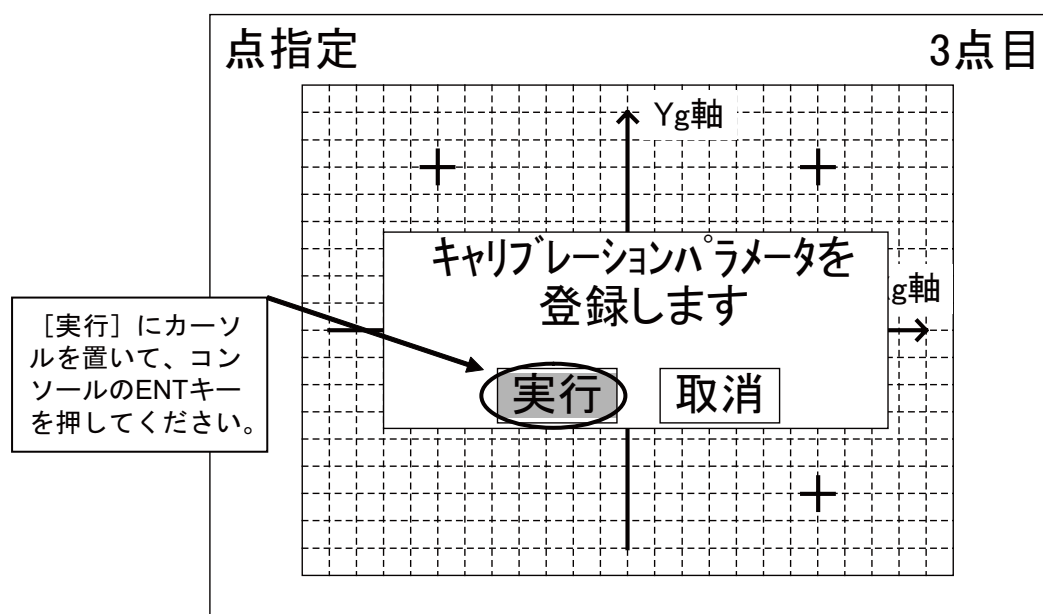 点指定
3点目
Yg軸
キャリブレーションパラメータを
登録します
g軸
［実行］にカーソ
ルを置いて、コン
ソールのENTキー
を押してください。
実行
取消